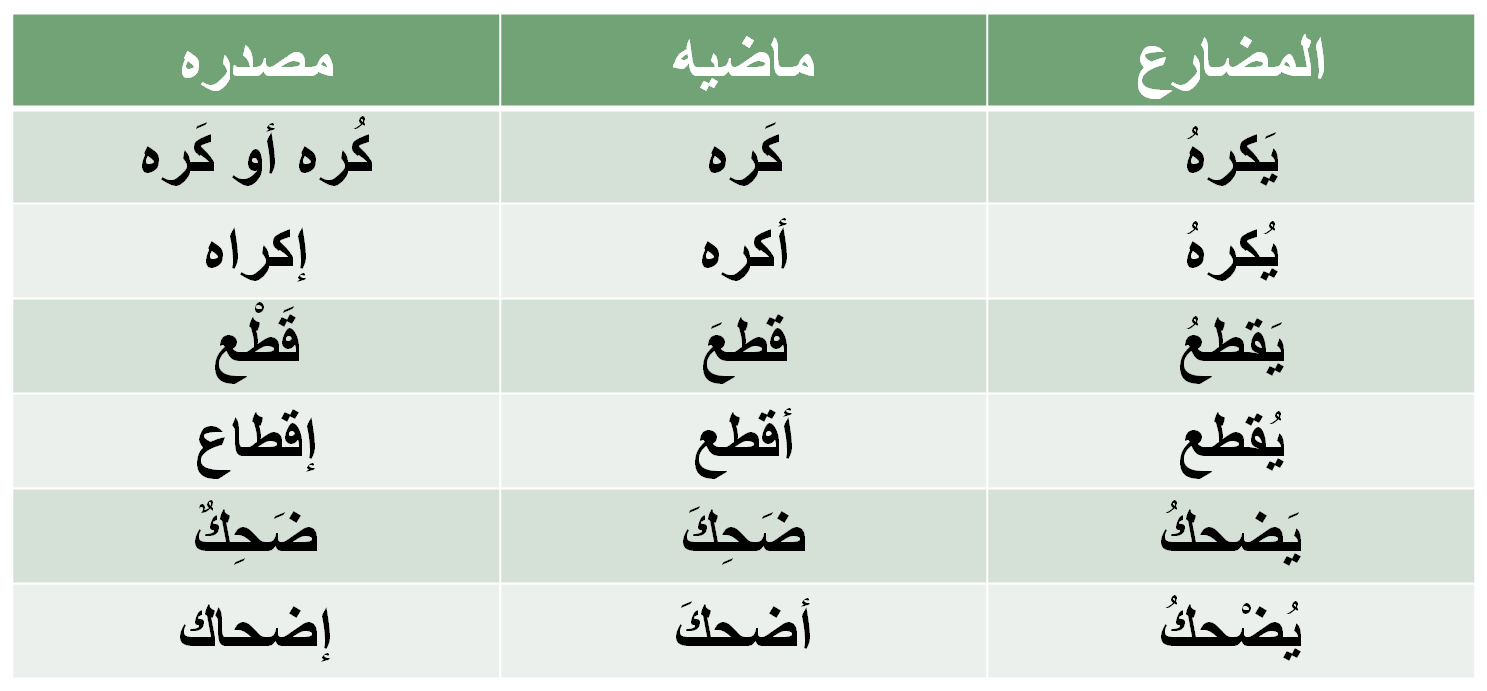 المضارع ماضيه مصدره
يَكرهُ كَره كُره أو كَره
يُكرهُ أكره إكراه
يَقطعُ قطعَ قَطْع
يُقطع أقطع إقطاع
يَضحكُ ضَحِكَ ضَحِكٌ
يُضْحكُ أضحكَ إضحاك